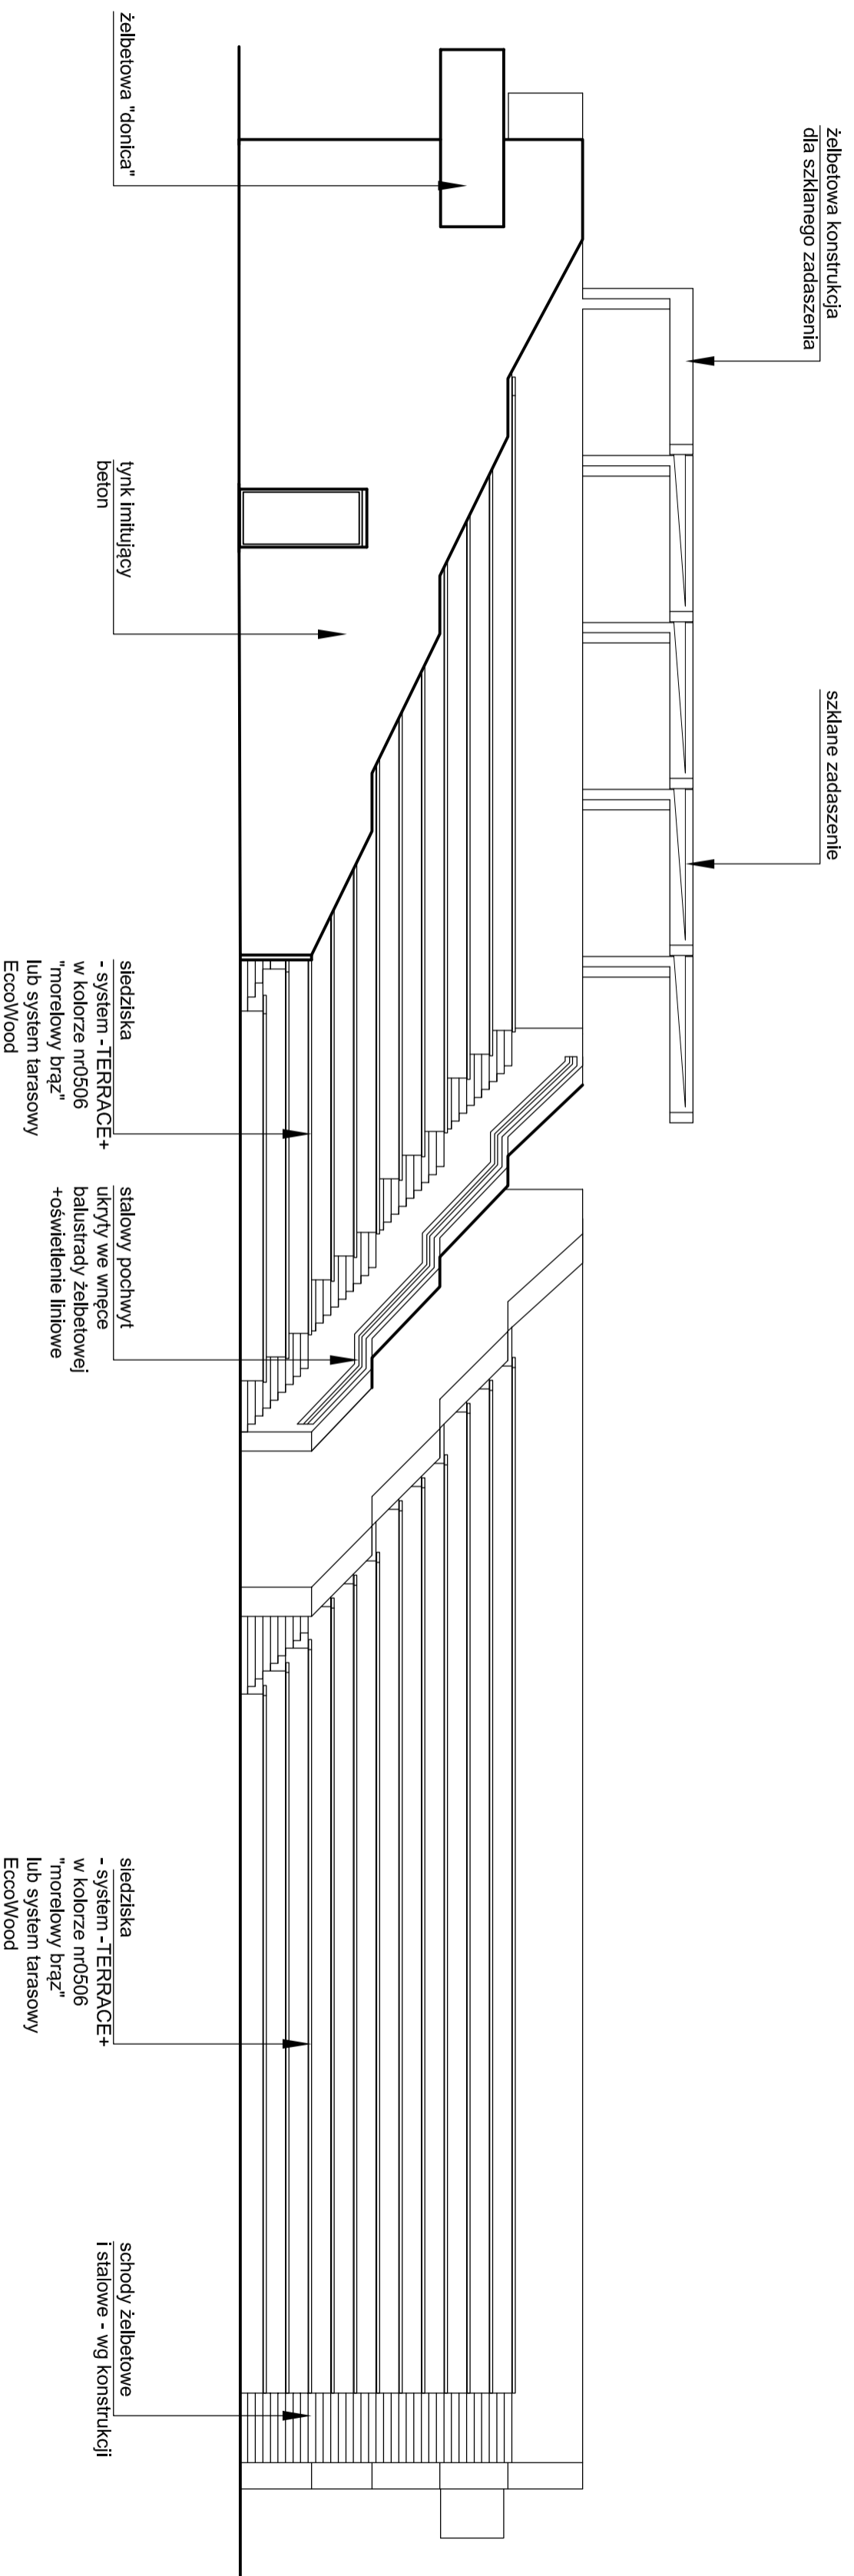 żelbetowa konstrukcja
dla szklanego zadaszenia
szklane zadaszenie
żelbetowa "donica"
tynk imitujący
beton
siedziska
- system -TERRACE+
w kolorze nr0506
"morelowy brąz"
lub system tarasowy
EccoWood
stalowy pochwyt
ukryty we wnęce
balustrady żelbetowej
+oświetlenie liniowe
siedziska
- system -TERRACE+
w kolorze nr0506
"morelowy brąz"
lub system tarasowy
EccoWood
schody żelbetowe
i stalowe - wg konstrukcji